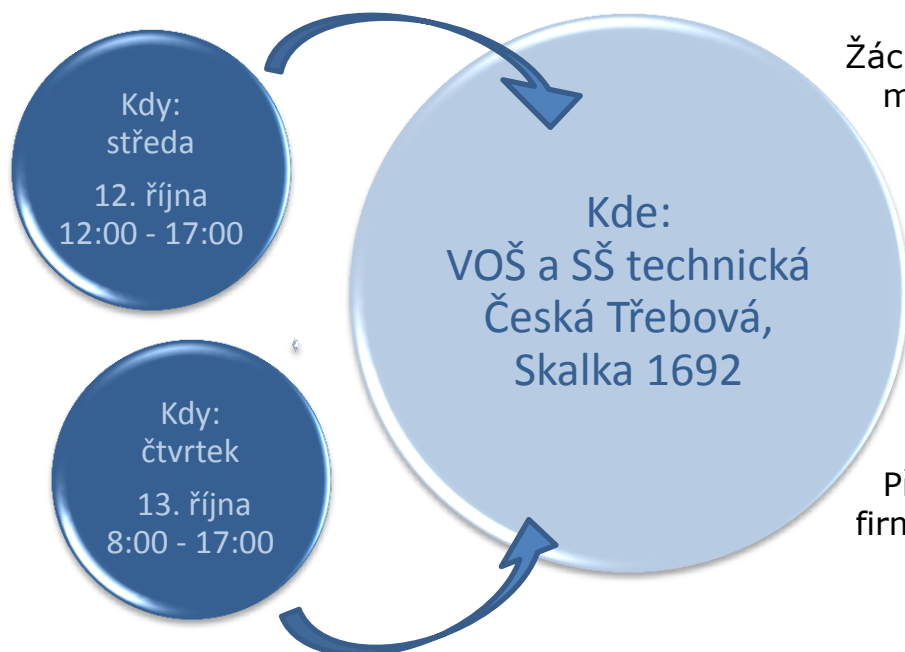 Kdy:
středa
12. října
12:00 - 17:00
Kde:
VOŠ a SŠ technická
Česká Třebová,
Skalka 1692
Kdy:
čtvrtek
13. října
8:00 - 17:00